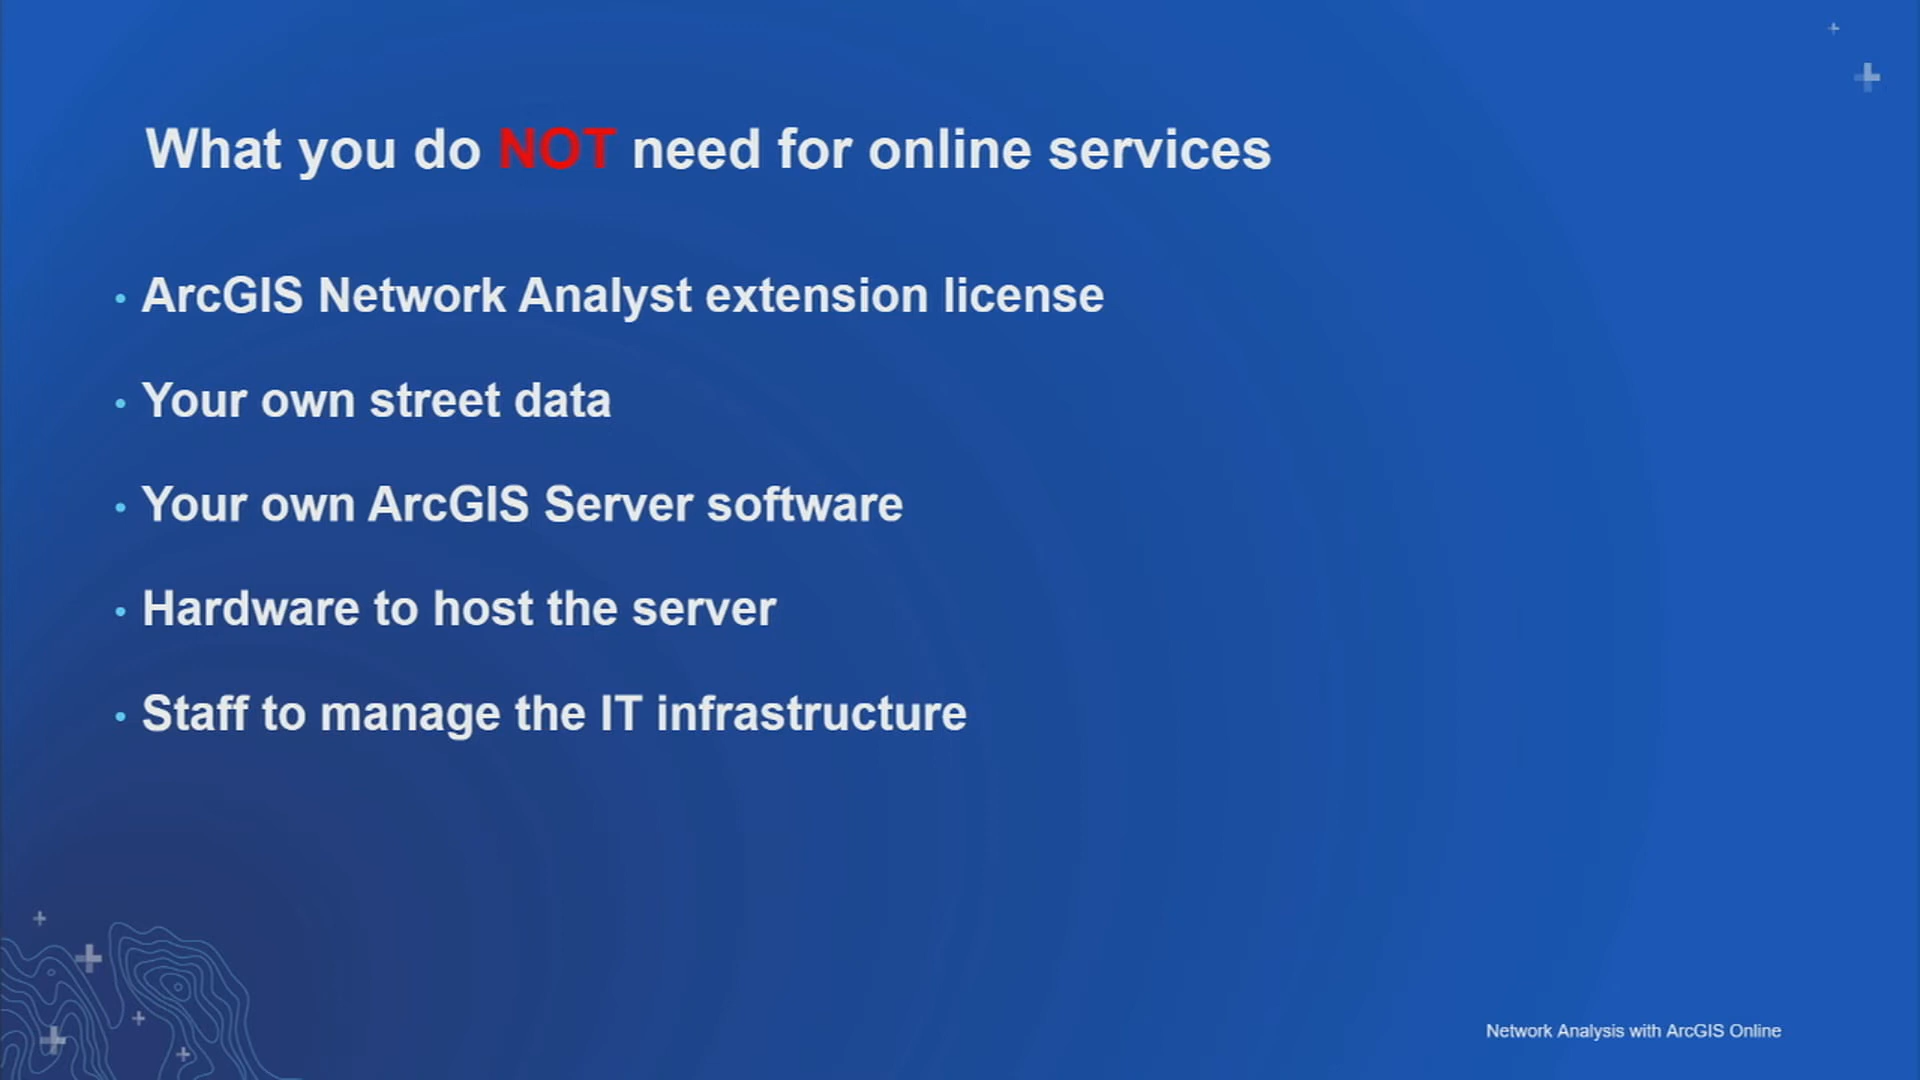 What you do NOT need for online services
• ArcGIS Network Analyst extension license
• Your own street data
• Your own ArcGIS Server software
• Hardware to host the server
• Staff to manage the IT infrastructure
Network Analysis with ArcGIS Online